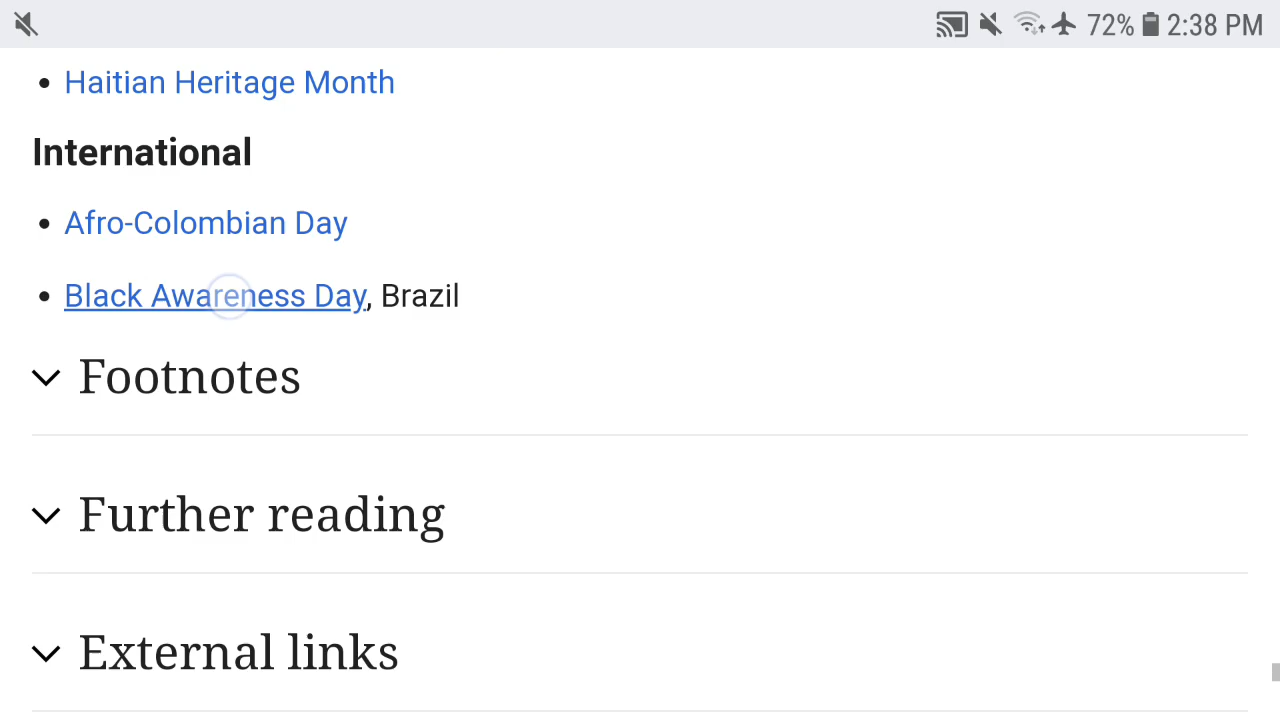 72% 2:38 PM
Haitian Heritage Month
International
Afro-Colombian Day
Black Awareness Day, Brazil
Footnotes
Further reading
External links